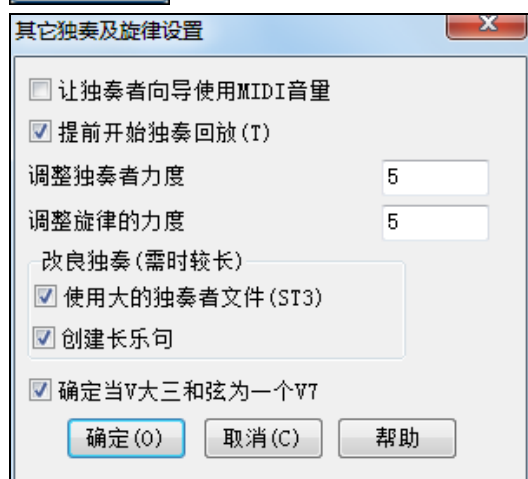 其它独奏及旋律设置
让独奏者向导使用MIDI音量
提前开始独奏回放(T)
调整独奏者力度 5
调整旋律的力度 5
改良独奏(需时较长)
使用大的独奏者文件(ST3)
创建长乐句
确定当V大三和弦为一个V7
确定(O) 取消(C) 帮助